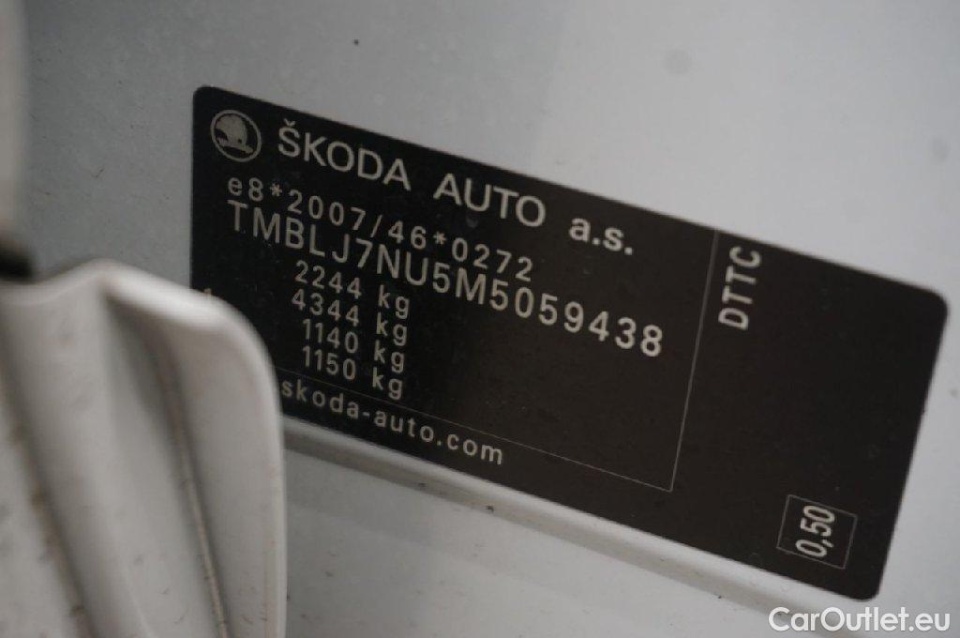 ŠKODA AUTO a.s.
e8*2007/46*0272
TMBLJ7NU5M5059438
2244 kg
4344 kg
1140 kg
1150 kg
skoda-auto.com
DTTC
0,50
CarOutlet.eu